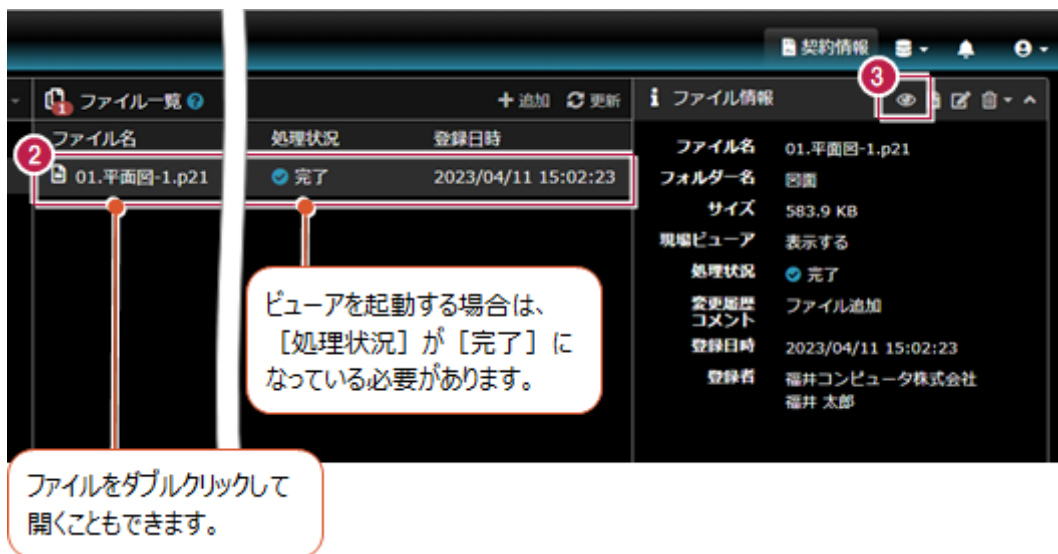 契約情報
3
1
ファイル一覧
追加
更新
ファイル情報
ファイル名
処理状況
登録日時
2
01.平面図-1.p21
完了
2023/04/11 15:02:23
ファイル名 01.平面図-1.p21
フォルダー名 図面
サイズ 583.9 KB
現場ビューア 表示する
処理状況 完了
変更履歴
コメント
ファイル追加
登録日時 2023/04/11 15:02:23
登録者 福井コンピュータ株式会社
福井 太郎
ビューアを起動する場合は、
［処理状況］が［完了］に
なっている必要があります。
ファイルをダブルクリックして
開くこともできます。